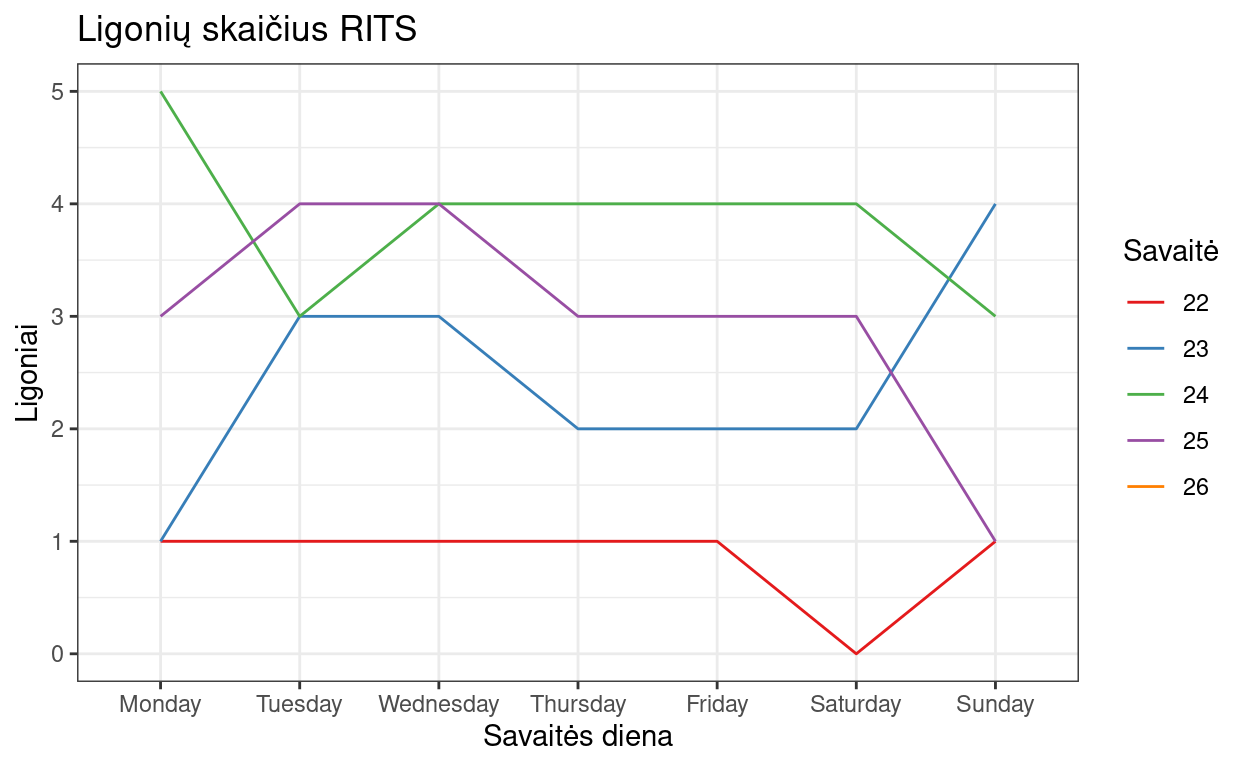 Ligonių skaičius RITS
5
4
3
2
1
0
Ligoniai
Monday Tuesday Wednesday Thursday Friday Saturday Sunday
Savaitės diena
Savaitė
22
23
24
25
26